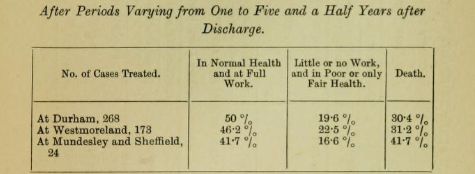 After Periods Varying from One to Five and a Half Years after
Discharge.
No. of Cases Treated. In Normal Health and at Full Work. Little or no Work, and in Poor or only Fair Health. Death.
At Durham, 268 50 % 19·6 % 30·4 %
At Westmoreland, 173 46·2 % 22·5 % 31·2 %
At Mundesley and Sheffield, 41·7 % 16·6 % 41·7 %
24